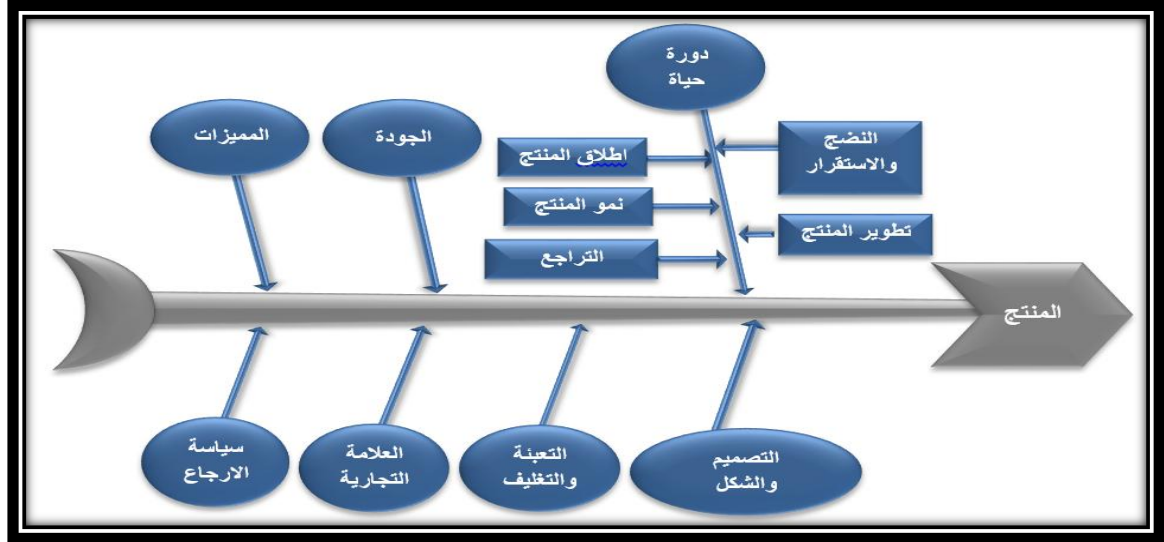 دورة
حياة
الجودة
المميزات
النضج
والاستقرار
اطلاق المنتج
نمو المنتج
تطوير المنتج
التراجع
المنتج
التصميم
والشكل
التعبئة
والتغليف
العلامة
التجارية
سياسة
الارجاع